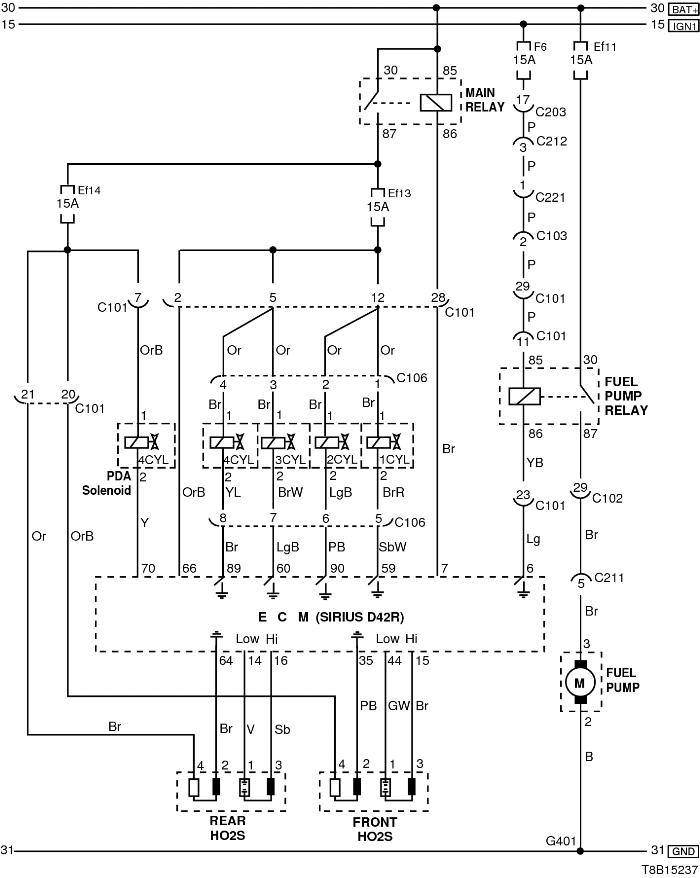 30 30 BAT+
15 15 IGN1
F6 15A Ef11 15A
30 85
MAIN RELAY
87 86
17 C203
P
3 C212
P
1 C221
P
2 C103
P
29 C101
P
11 C101
Ef14 15A
Ef13 15A
7 C101
2 5 12 28 C101
OrB Or Or Or Or
4 3 2 1 C106
21 20 C101
Br Br Br Br
1 1 1 1 1
4CYL 4CYL 3CYL 2CYL 1CYL
PDA Solenoid
2 2 2 2 2
85 30
FUEL PUMP RELAY
86 87
YB
23 C101
29 C102
Lg Br
5 C211
Br
Or OrB Y OrB YL BrW LgB BrR Br
8 7 6 5 C106
Br LgB PB SbW
70 66 89 60 90 59 7 6
E C M (SIRIUS D42R)
Low Hi Low Hi
64 14 16 35 44 15
3
M
FUEL PUMP
2
B
Br Br V Sb PB GW Br
4 2 1 3 4 2 1 3
REAR HO2S
FRONT HO2S
G401
31 31 GND
T8B15237